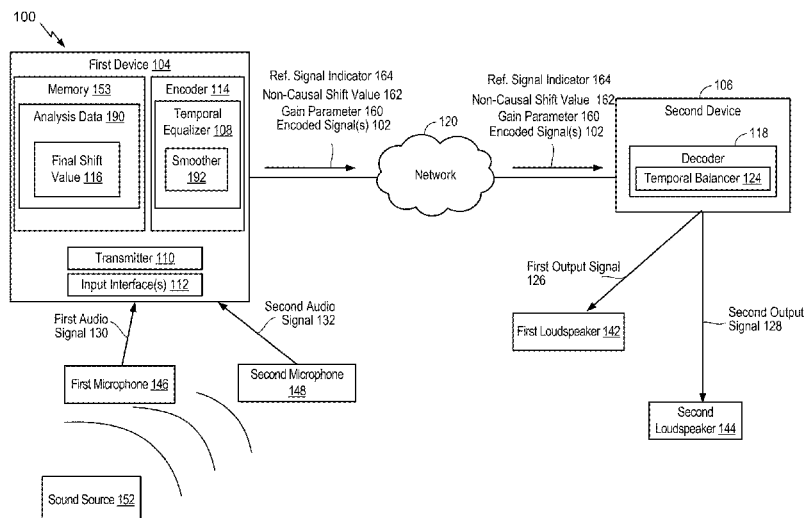 100
First Device 104
Memory 153
Analysis Data 190
Final Shift
Value 116
Encoder 114
Temporal
Equalizer 108
Smoother
192
Transmitter 110
Input Interface(s) 112
Ref. Signal Indicator 164
Non-Causal Shift Value 162
Gain Parameter 160
Encoded Signal(s) 102
120
Network
Ref. Signal Indicator 164
Non-Causal Shift Value 162
Gain Parameter 160
Encoded Signal(s) 102
106
Second Device
118
Decoder
Temporal Balancer 124
First Audio
Signal 130
Second Audio
Signal 132
First Output Signal
126
Second Output
Signal 128
First Microphone 146
Second Microphone
148
First Loudspeaker 142
Second
Loudspeaker 144
Sound Source 152